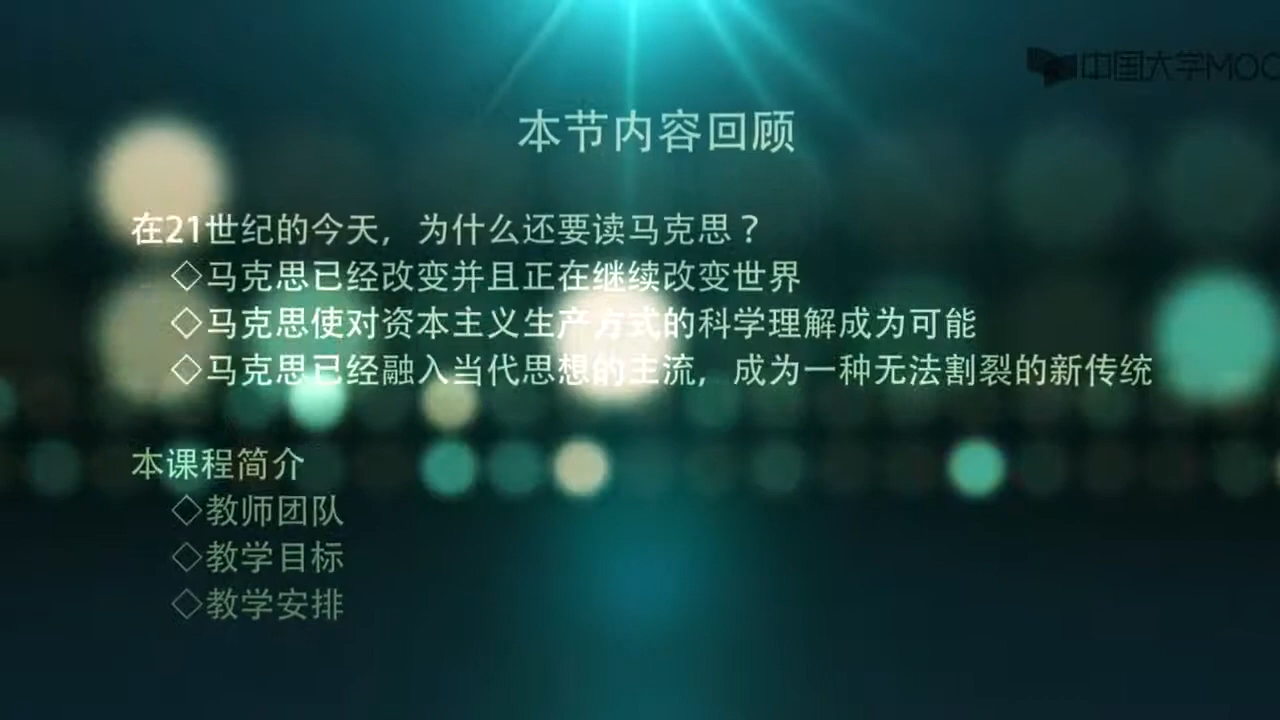 中国大学MOO
本节内容回顾
在21世纪的今天，为什么还要读马克思？
◇马克思已经改变并且正在继续改变世界
◇马克思使对资本主义生产方式的科学理解成为可能
◇马克思已经融入当代思想的主流，成为一种无法割裂的新传统
本课程简介
◇教师团队
◇教学目标
◇教学安排